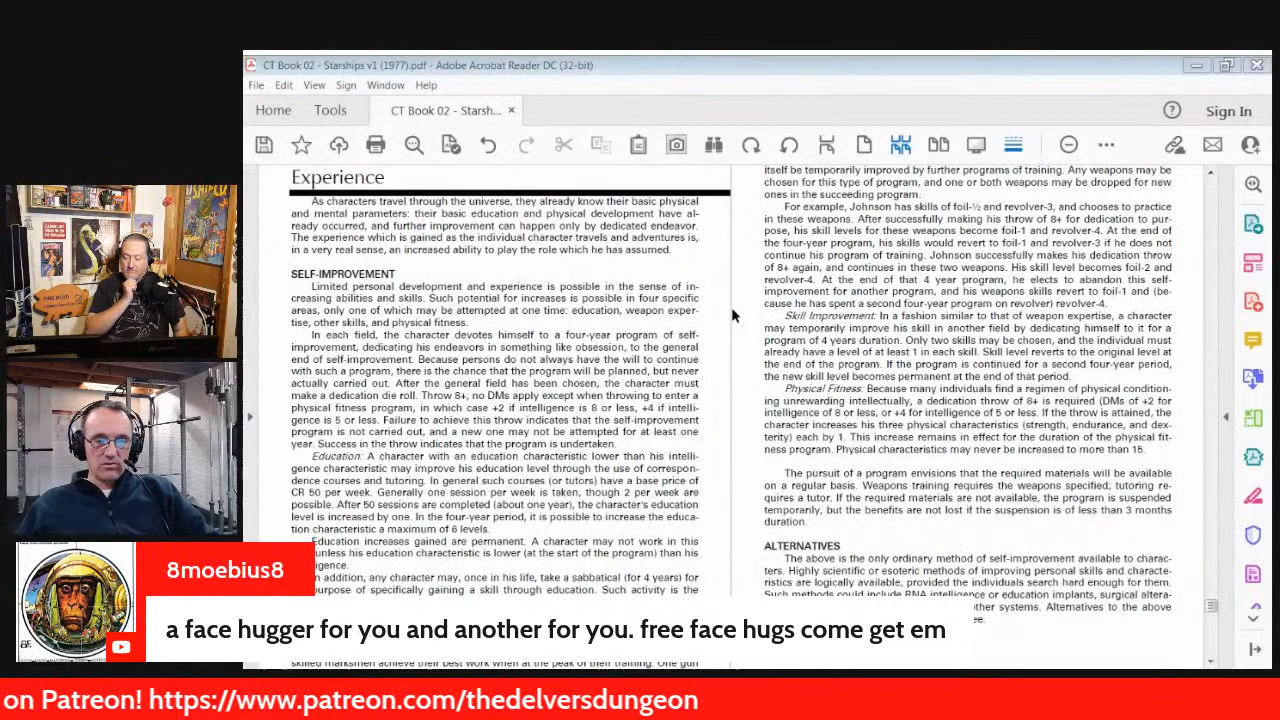 CT Book 02 - Starships v1 (1977).pdf - Adobe Acrobat Reader DC (32-bit)
File Edit View Sign Window Help
Home Tools CT Book 02 - Starsh... × Sign In
Experience
As characters travel through the universe, they already know their basic physical
and mental parameters: their basic education and physical development have al-
ready occurred, and further improvement can happen only by dedicated endeavor.
The experience which is gained as the individual character travels and adventures is,
in a very real sense, an increased ability to play the role which he has assumed.
SELF-IMPROVEMENT
Limited personal development and experience is possible in the sense of in-
creasing abilities and skills. Such potential for increases is possible in four specific
areas, only one of which may be attempted at one time: education, weapon exper-
tise, other skills, and physical fitness.
In each field, the character devotes himself to a four-year program of self-
improvement, dedicating his endeavors in something like obsession, to the general
end of self-improvement. Because persons do not always have the will to continue
with such a program, there is the chance that the program will be planned, but never
actually carried out. After the general field has been chosen, the character must
make a dedication die roll. Throw 8+, no DMs apply except when throwing to enter a
physical fitness program, in which case +2 if intelligence is 8 or less, +4 if intelli-
gence is 5 or less. Failure to achieve this throw indicates that the self-improvement
program is not carried out, and a new one may not be attempted for at least one
year. Success in the throw indicates that the program is undertaken.
Education: A character with an education characteristic lower than his intelli-
gence characteristic may improve his education level through the use of correspon-
dence courses and tutoring. In general such courses (or tutors) have a base price of
CR 50 per week. Generally one session per week is taken, though 2 per week are
possible. After 50 sessions are completed (about one year), the character's education
level is increased by one. In the four-year period, it is possible to increase the educa-
tion characteristic a maximum of 6 levels.
Education increases gained are permanent. A character may not work in this
unless his education characteristic is lower (at the start of the program) than his
ligence.
n addition, any character may, once in his life, take a sabbatical (for 4 years) for
purpose of specifically gaining a skill through education. Such activity is the
skilled marksmen achieve their best work when at the peak of their training. One gun
itself be temporarily improved by further programs of training. Any weapons may be
chosen for this type of program, and one or both weapons may be dropped for new
ones in the succeeding program.
For example, Johnson has skills of foil-½ and revolver-3, and chooses to practice
in these weapons. After successfully making his throw of 8+ for dedication to pur-
pose, his skill levels for these weapons become foil-1 and revolver-4. At the end of
the four-year program, his skills would revert to foil-1 and revolver-3 if he does not
continue his program of training. Johnson successfully makes his dedication throw
of 8+ again, and continues in these two weapons. His skill level becomes foil-2 and
revolver-4. At the end of that 4 year program, he elects to abandon this self-
improvement for another program, and his weapons skills revert to foil-1 and (be-
cause he has spent a second four-year program on revolver) revolver-4.
Skill Improvement: In a fashion similar to that of weapon expertise, a character
may temporarily improve his skill in another field by dedicating himself to it for a
program of 4 years duration. Only two skills may be chosen, and the individual must
already have a level of at least 1 in each skill. Skill level reverts to the original level at
the end of the program. If the program is continued for a second four-year period,
the new skill level becomes permanent at the end of that period.
Physical Fitness: Because many individuals find a regimen of physical condition-
ing unrewarding intellectually, a dedication throw of 8+ is required (DMs of +2 for
intelligence of 8 or less, or +4 for intelligence of 5 or less. If the throw is attained, the
character increases his three physical characteristics (strength, endurance, and dex-
terity) each by 1. This increase remains in effect for the duration of the physical fit-
ness program. Physical characteristics may never be increased to more than 15.
The pursuit of a program envisions that the required materials will be available
on a regular basis. Weapons training requires the weapons specified; tutoring re-
quires a tutor. If the required materials are not available, the program is suspended
temporarily, but the benefits are not lost if the suspension is of less than 3 months
duration.
ALTERNATIVES
The above is the only ordinary method of self-improvement available to charac-
ters. Highly scientific or esoteric methods of improving personal skills and characte-
ristics are logically available, provided the individuals search hard enough for them.
Such methods could include RNA intelligence or education implants, surgical altera-
other systems. Alternatives to the above
ee.
8moebius8
a face hugger for you and another for you. free face hugs come get em
on Patreon! https://www.patreon.com/thedelversdungeon